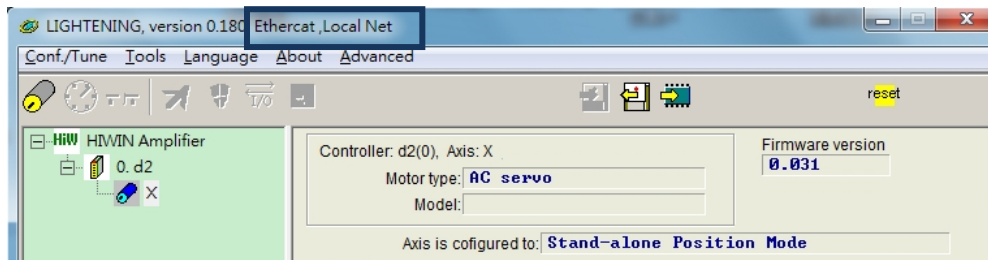 LIGHTENING, version 0.180 Ethercat ,Local Net
Conf./Tune Tools Language About Advanced
I/O
reset
HiW HIWIN Amplifier
0. d2
X
Controller: d2(0), Axis: X
Motor type: AC servo
Model:
Firmware version
0.031
Axis is cofigured to: Stand-alone Position Mode